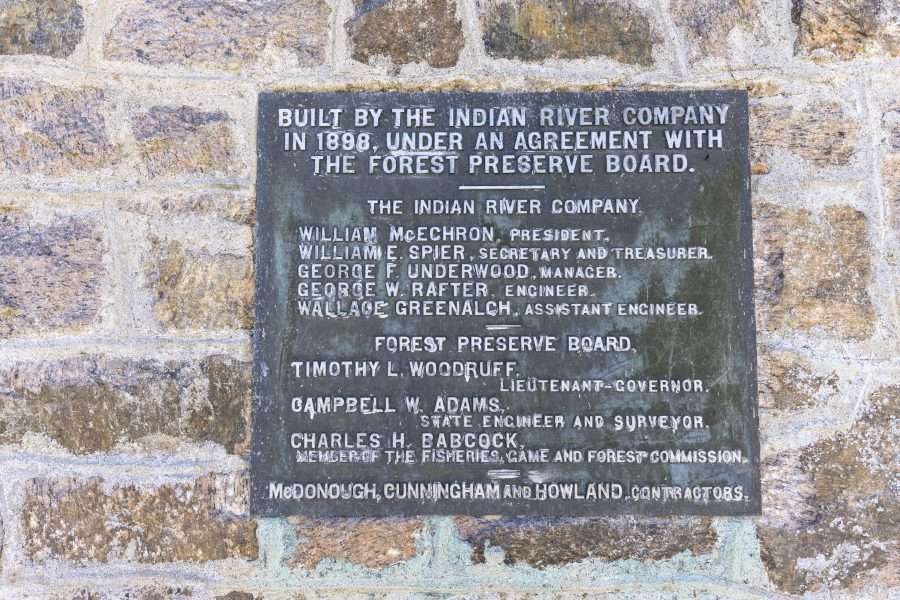 BUILT BY THE INDIAN RIVER COMPANY
IN 1898, UNDER AN AGREEMENT WITH
THE FOREST PRESERVE BOARD.
THE INDIAN RIVER COMPANY.
WILLIAM McECHRON, PRESIDENT.
WILLIAM E. SPIER, SECRETARY AND TREASURER.
GEORGE F. UNDERWOOD, MANAGER.
GEORGE W. RAFTER, ENGINEER.
WALLACE GREENALCH, ASSISTANT ENGINEER.
FOREST PRESERVE BOARD.
TIMOTHY L. WOODRUFF,
LIEUTENANT-GOVERNOR.
CAMPBELL W. ADAMS,
STATE ENGINEER AND SURVEYOR.
CHARLES H. BABCOCK,
MEMBER OF THE FISHERIES, GAME AND FOREST COMMISSION.
McDONOUGH, CUNNINGHAM AND HOWLAND, CONTRACTORS.